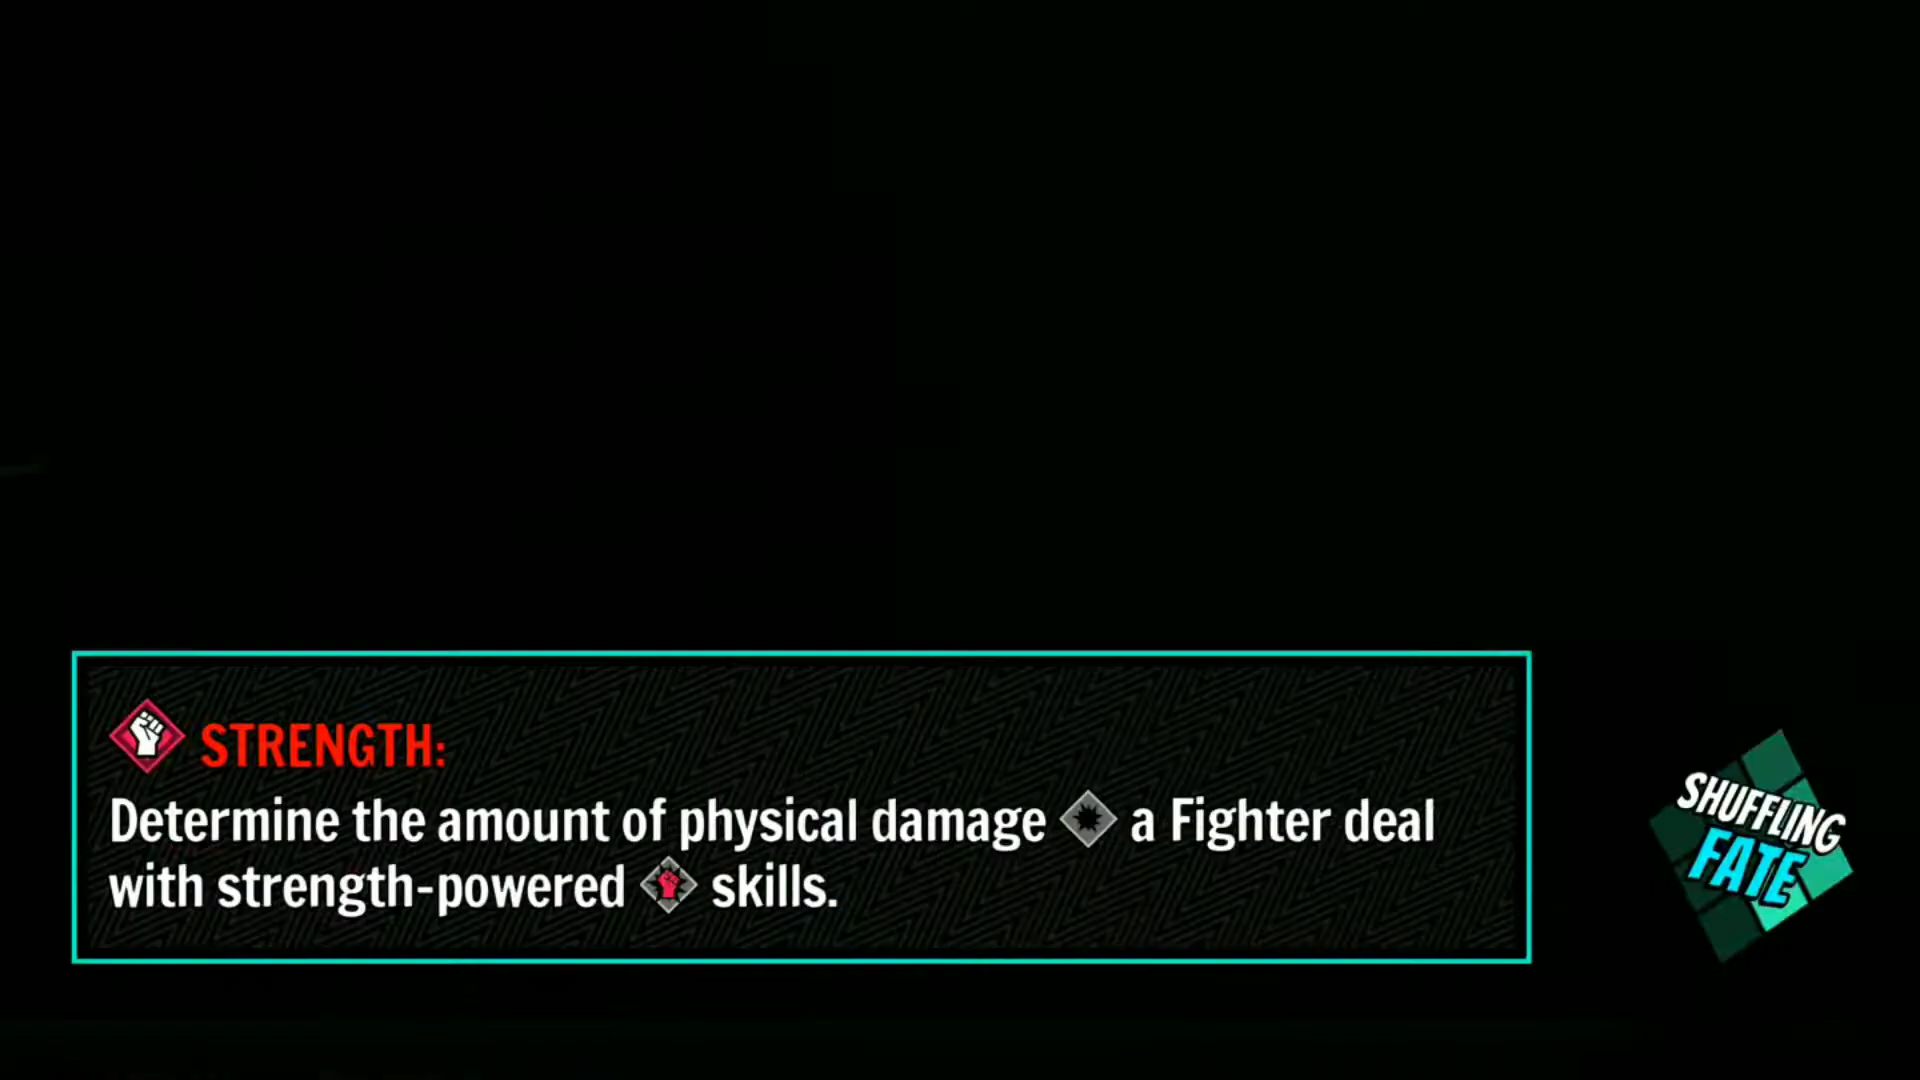 STRENGTH:
Determine the amount of physical damage a Fighter deal
with strength-powered skills.
SHUFFLING
FATE